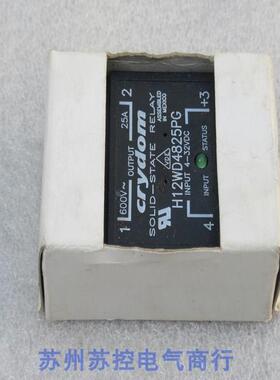 1 600V~ OUTPUT 25A 2
crydom
SOLID-STATE RELAY
ASSEMBLED
IN MEXICO
VDE
H12WD4825PG
INPUT 4-32VDC
4 INPUT STATUS +3
苏州苏控电气商行